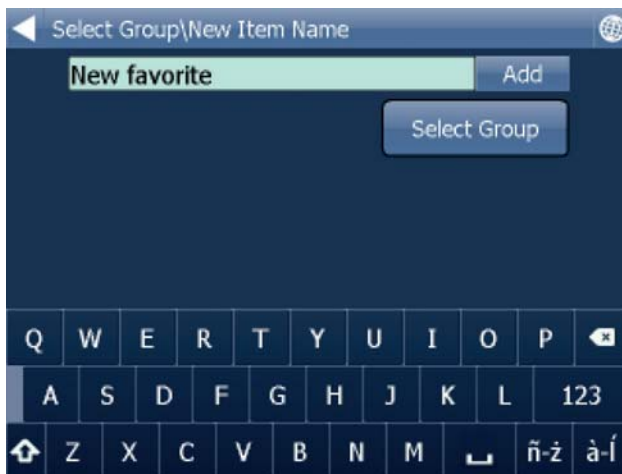 Select Group\New Item Name
New favorite Add
Select Group
Q W E R T Y U I O P
A S D F G H J K L 123
Z X C V B N M ñ-ż à-Í